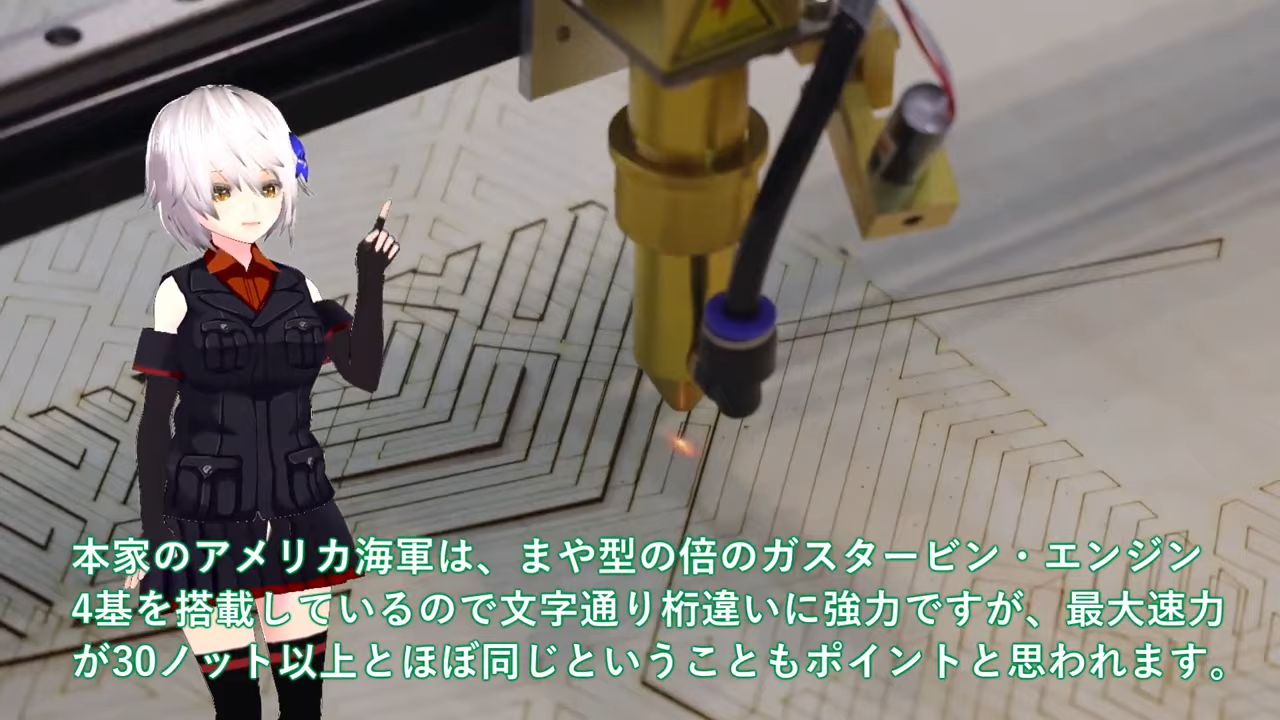 本家のアメリカ海軍は、まや型の倍のガスタービン・エンジン
4基を搭載しているので文字通り桁違いに強力ですが、最大速力
が30ノット以上とほぼ同じということもポイントと思われます。